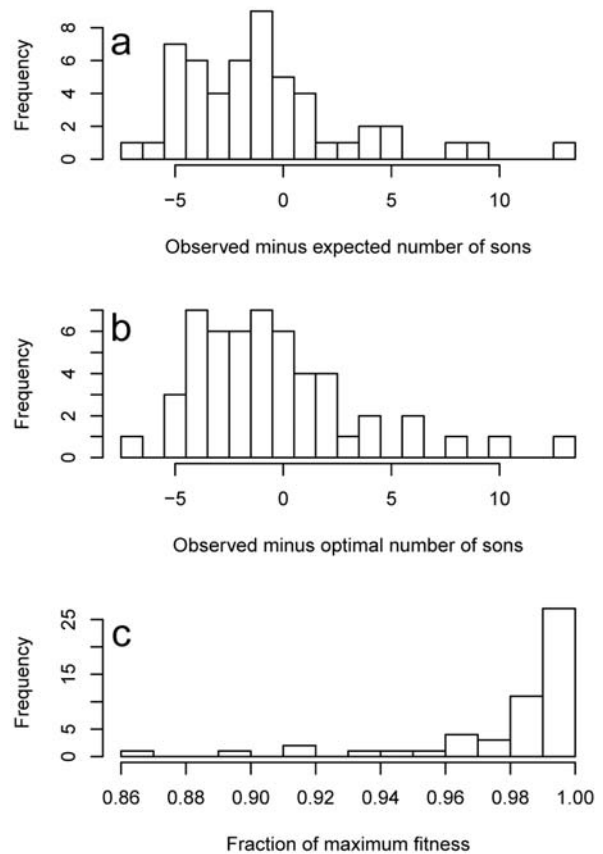 a
Frequency
0 2 4 6 8
−5 0 5 10
Observed minus expected number of sons
b
Frequency
0 2 4 6
−5 0 5 10
Observed minus optimal number of sons
c
Frequency
0 5 15 25
0.86 0.88 0.90 0.92 0.94 0.96 0.98 1.00
Fraction of maximum fitness